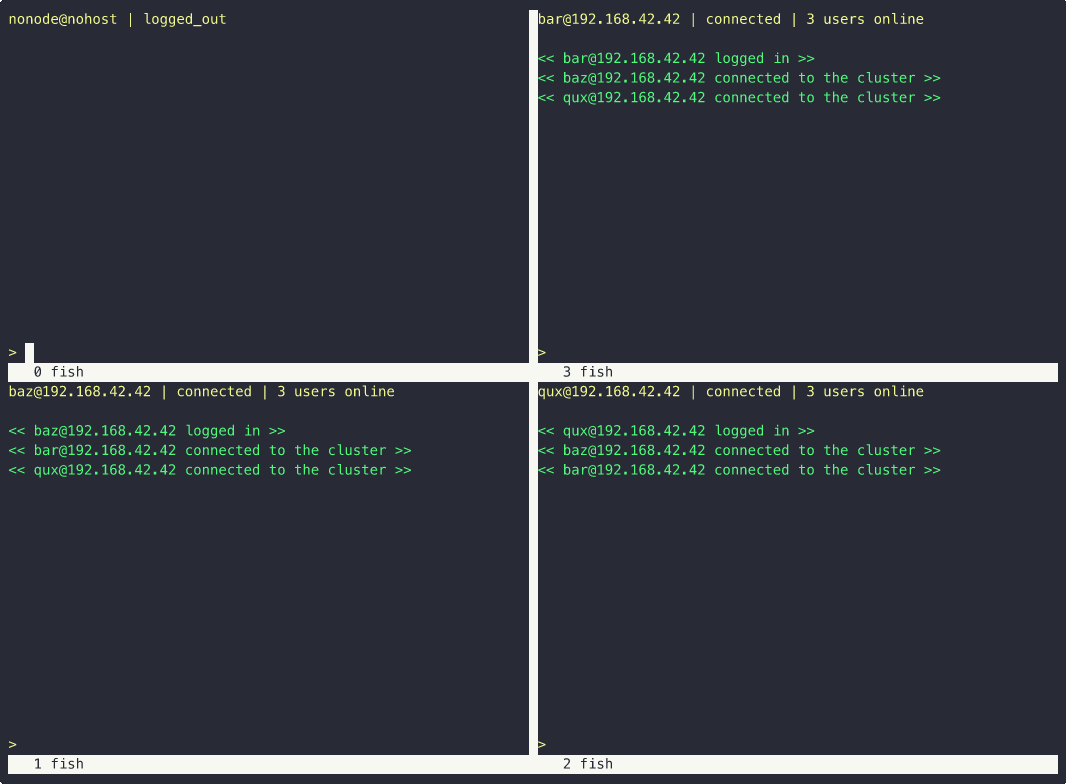 nonode@nohost | logged_out
>
0 fish
bar@192.168.42.42 | connected | 3 users online
<< bar@192.168.42.42 logged in >>
<< baz@192.168.42.42 connected to the cluster >>
<< qux@192.168.42.42 connected to the cluster >>
>
3 fish
baz@192.168.42.42 | connected | 3 users online
<< baz@192.168.42.42 logged in >>
<< bar@192.168.42.42 connected to the cluster >>
<< qux@192.168.42.42 connected to the cluster >>
>
1 fish
qux@192.168.42.42 | connected | 3 users online
<< qux@192.168.42.42 logged in >>
<< baz@192.168.42.42 connected to the cluster >>
<< bar@192.168.42.42 connected to the cluster >>
>
2 fish